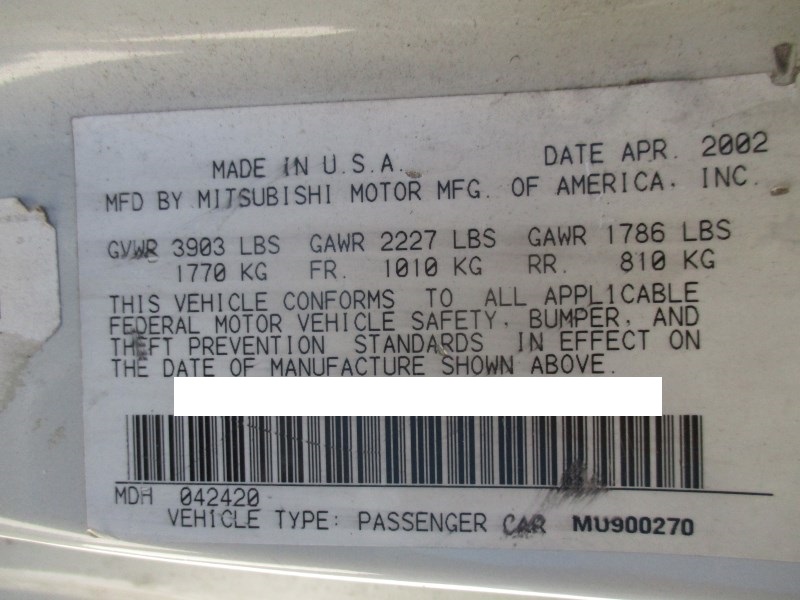 MADE IN U.S.A. DATE APR. 2002
MFD BY MITSUBISHI MOTOR MFG. OF AMERICA, INC.
GVWR 3903 LBS GAWR 2227 LBS GAWR 1786 LBS
1770 KG FR. 1010 KG RR. 810 KG
THIS VEHICLE CONFORMS TO ALL APPL1CABLE
FEDERAL MOTOR VEHICLE SAFETY, BUMPER, AND
THEFT PREVENTION STANDARDS IN EFFECT ON
THE DATE OF MANUFACTURE SHOWN ABOVE.
MDH 042420
VEHICLE TYPE: PASSENGER CAR MU900270